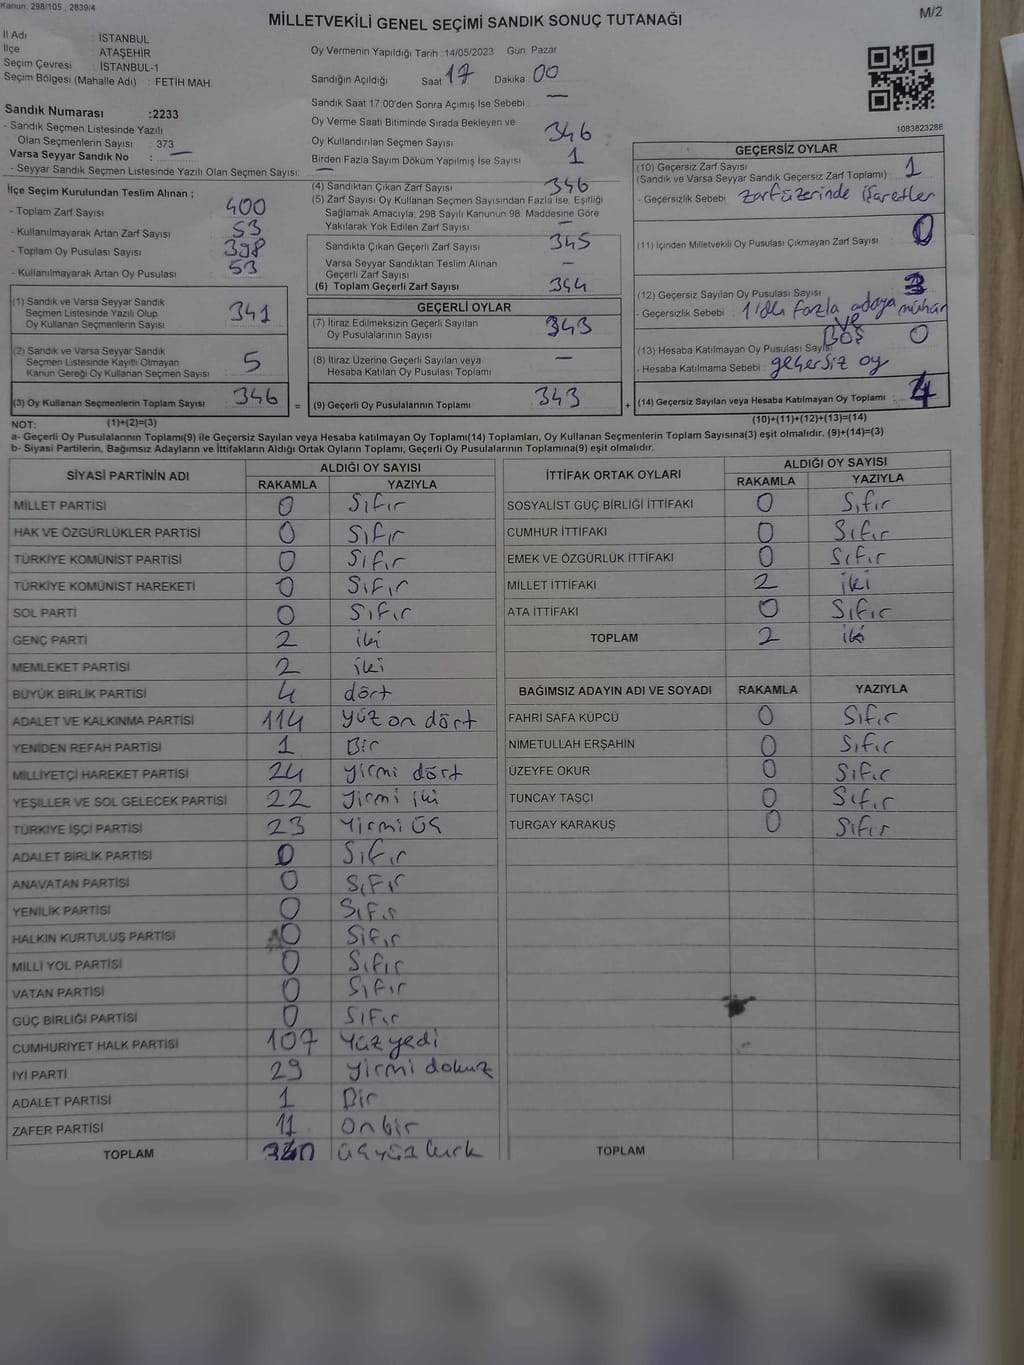 Kanun: 298/105 , 2839/4
MİLLETVEKİLİ GENEL SEÇİMİ SANDIK SONUÇ TUTANAĞI
M/2
İl Adı : İSTANBUL
İlçe : ATAŞEHİR
Seçim Çevresi : İSTANBUL-1
Seçim Bölgesi (Mahalle Adı) : FETİH MAH.
Sandık Numarası :2233
- Sandık Seçmen Listesinde Yazılı
Olan Seçmenlerin Sayısı : 373
Varsa Seyyar Sandık No : —
- Seyyar Sandık Seçmen Listesinde Yazılı Olan Seçmen Sayısı: —
Oy Vermenin Yapıldığı Tarih : 14/05/2023 Gün: Pazar
Sandığın Açıldığı Saat 17 Dakika 00
Sandık Saat 17:00'den Sonra Açımış İse Sebebi : —
Oy Verme Saati Bitiminde Sırada Bekleyen ve
Oy Kullandırılan Seçmen Sayısı 346
Birden Fazla Sayım Döküm Yapılmış İse Sayısı 1
1083823288
İlçe Seçim Kurulundan Teslim Alınan ;
- Toplam Zarf Sayısı 400
- Kullanılmayarak Artan Zarf Sayısı 53
- Toplam Oy Pusulası Sayısı 398
- Kullanılmayarak Artan Oy Pusulası 53
(1) Sandık ve Varsa Seyyar Sandık
Seçmen Listesinde Yazılı Olup
Oy Kullanan Seçmenlerin Sayısı 341
(2) Sandık ve Varsa Seyyar Sandık
Seçmen Listesinde Kayıtlı Olmayan
Kanun Gereği Oy Kullanan Seçmen Sayısı 5
(3) Oy Kullanan Seçmenlerin Toplam Sayısı 346 =
(4) Sandıktan Çıkan Zarf Sayısı 346
(5) Zarf Sayısı Oy Kullanan Seçmen Sayısından Fazla İse, Eşitliği
Sağlamak Amacıyla; 298 Sayılı Kanunun 98. Maddesine Göre
Yakılarak Yok Edilen Zarf Sayısı —
Sandıkta Çıkan Geçerli Zarf Sayısı 345
Varsa Seyyar Sandıktan Teslim Alınan
Geçerli Zarf Sayısı —
(6) Toplam Geçerli Zarf Sayısı 344
GEÇERLİ OYLAR
(7) İtiraz Edilmeksizin Geçerli Sayılan
Oy Pusulalarının Sayısı 343
(8) İtiraz Üzerine Geçerli Sayılan veya
Hesaba Katılan Oy Pusulası Toplamı —
(9) Geçerli Oy Pusulalarının Toplamı 343 +
GEÇERSİZ OYLAR
(10) Geçersiz Zarf Sayısı 1
(Sandık ve Varsa Seyyar Sandık Geçersiz Zarf Toplamı)
- Geçersizlik Sebebi : Zarf üzerinde işaretler
(11) İçinden Milletvekili Oy Pusulası Çıkmayan Zarf Sayısı 0
(12) Geçersiz Sayılan Oy Pusulası Sayısı 3
- Geçersizlik Sebebi : 1'den fazla adaya mühür
ve
BOŞ
(13) Hesaba Katılmayan Oy Pusulası Sayısı 0
- Hesaba Katılmama Sebebi : geçersiz oy
(14) Geçersiz Sayılan veya Hesaba Katılmayan Oy Toplamı 4
NOT: (1)+(2)=(3)
(10)+(11)+(12)+(13)=(14)
a- Geçerli Oy Pusulalarının Toplamı(9) ile Geçersiz Sayılan veya Hesaba katılmayan Oy Toplamı(14) Toplamları, Oy Kullanan Seçmenlerin Toplam Sayısına(3) eşit olmalıdır. (9)+(14)=(3)
b- Siyasi Partilerin, Bağımsız Adayların ve İttifakların Aldığı Ortak Oyların Toplamı, Geçerli Oy Pusulalarının Toplamına(9) eşit olmalıdır.
SİYASİ PARTİNİN ADI ALDIĞI OY SAYISI
RAKAMLA YAZIYLA
MİLLET PARTİSİ 0 Sıfır
HAK VE ÖZGÜRLÜKLER PARTİSİ 0 Sıfır
TÜRKİYE KOMÜNİST PARTİSİ 0 Sıfır
TÜRKİYE KOMÜNİST HAREKETİ 0 Sıfır
SOL PARTİ 0 Sıfır
GENÇ PARTİ 2 iki
MEMLEKET PARTİSİ 2 iki
BÜYÜK BİRLİK PARTİSİ 4 dört
ADALET VE KALKINMA PARTİSİ 114 yüz on dört
YENİDEN REFAH PARTİSİ 1 Bir
MİLLİYETÇİ HAREKET PARTİSİ 24 yirmi dört
YEŞİLLER VE SOL GELECEK PARTİSİ 22 yirmi iki
TÜRKİYE İŞÇİ PARTİSİ 23 Yirmi üç
ADALET BİRLİK PARTİSİ 0 Sıfır
ANAVATAN PARTİSİ 0 Sıfır
YENİLİK PARTİSİ 0 Sıfır
HALKIN KURTULUŞ PARTİSİ 0 Sıfır
MİLLİ YOL PARTİSİ 0 Sıfır
VATAN PARTİSİ 0 Sıfır
GÜÇ BİRLİĞİ PARTİSİ 0 Sıfır
CUMHURİYET HALK PARTİSİ 107 Yüz yedi
İYİ PARTİ 29 yirmi dokuz
ADALET PARTİSİ 1 Bir
ZAFER PARTİSİ 11 On bir
TOPLAM 340 üçyüz kırk
İTTİFAK ORTAK OYLARI ALDIĞI OY SAYISI
RAKAMLA YAZIYLA
SOSYALİST GÜÇ BİRLİĞİ İTTİFAKI 0 Sıfır
CUMHUR İTTİFAKI 0 Sıfır
EMEK VE ÖZGÜRLÜK İTTİFAKI 0 Sıfır
MİLLET İTTİFAKI 2 iki
ATA İTTİFAKI 0 Sıfır
TOPLAM 2 iki
BAĞIMSIZ ADAYIN ADI VE SOYADI RAKAMLA YAZIYLA
FAHRİ SAFA KÜPCÜ 0 Sıfır
NİMETULLAH ERŞAHİN 0 Sıfır
ÜZEYFE OKUR 0 Sıfır
TUNCAY TAŞÇI 0 Sıfır
TURGAY KARAKUŞ 0 Sıfır
TOPLAM